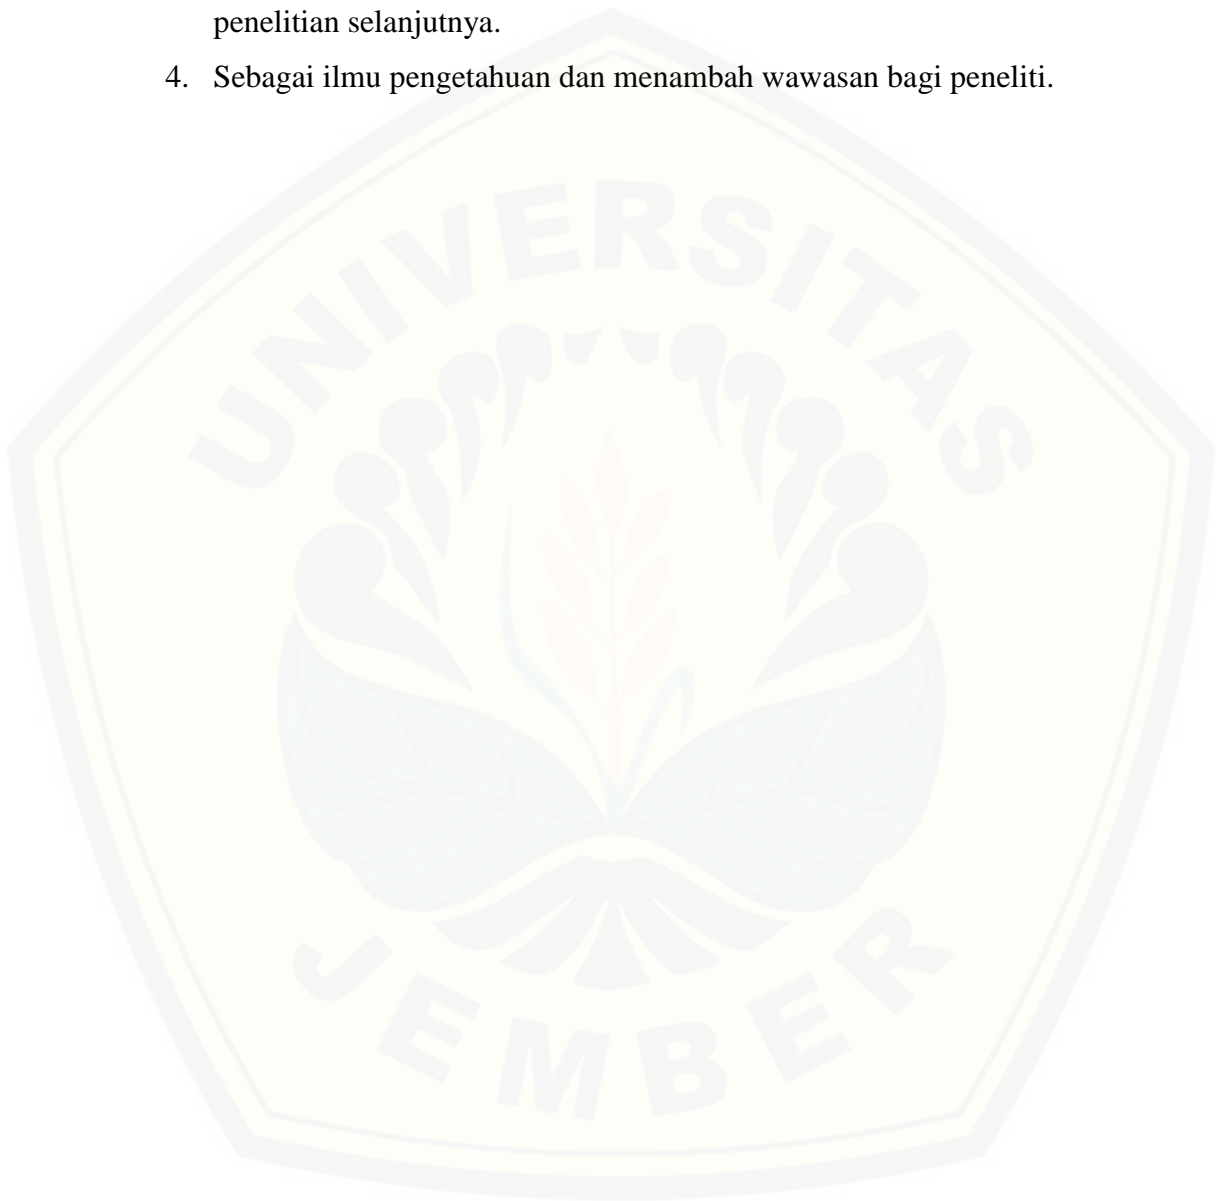 penelitian selanjutnya.
4. Sebagai ilmu pengetahuan dan menambah wawasan bagi peneliti.
UNIVERSITAS
JEMBER